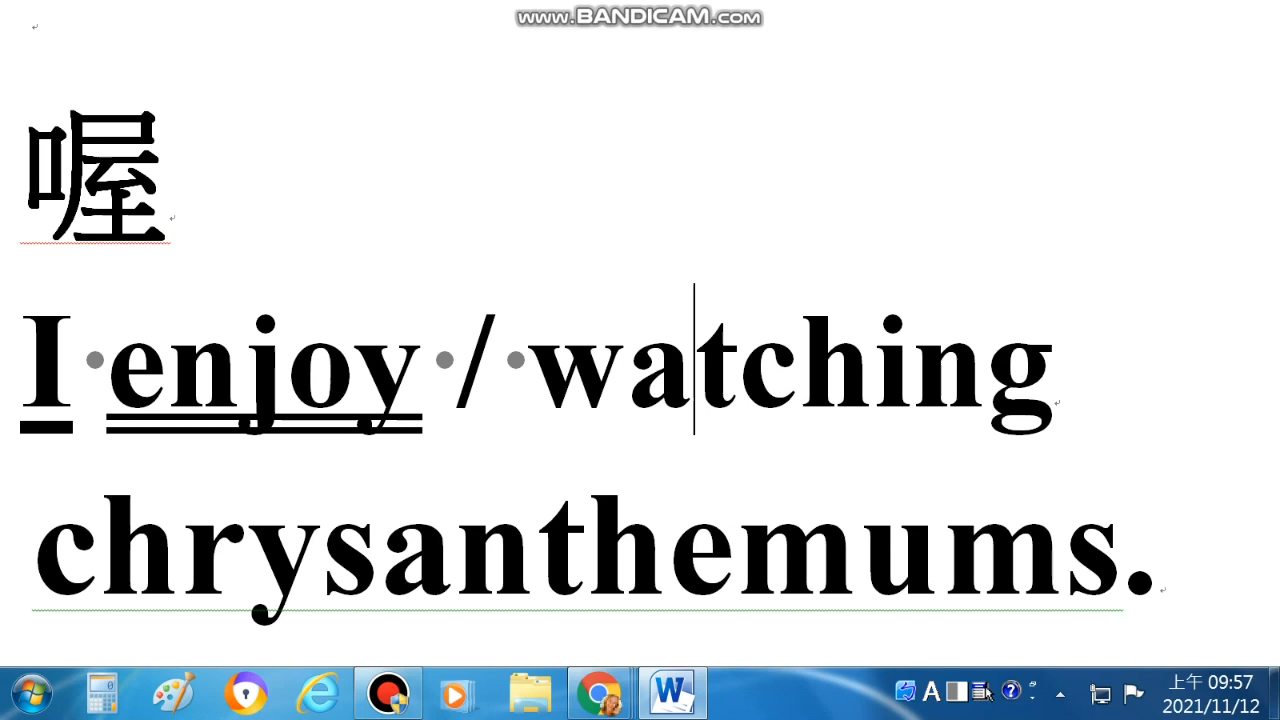 www.BANDICAM.com
喔
I enjoy / watching
chrysanthemums.
上午 09:57
2021/11/12